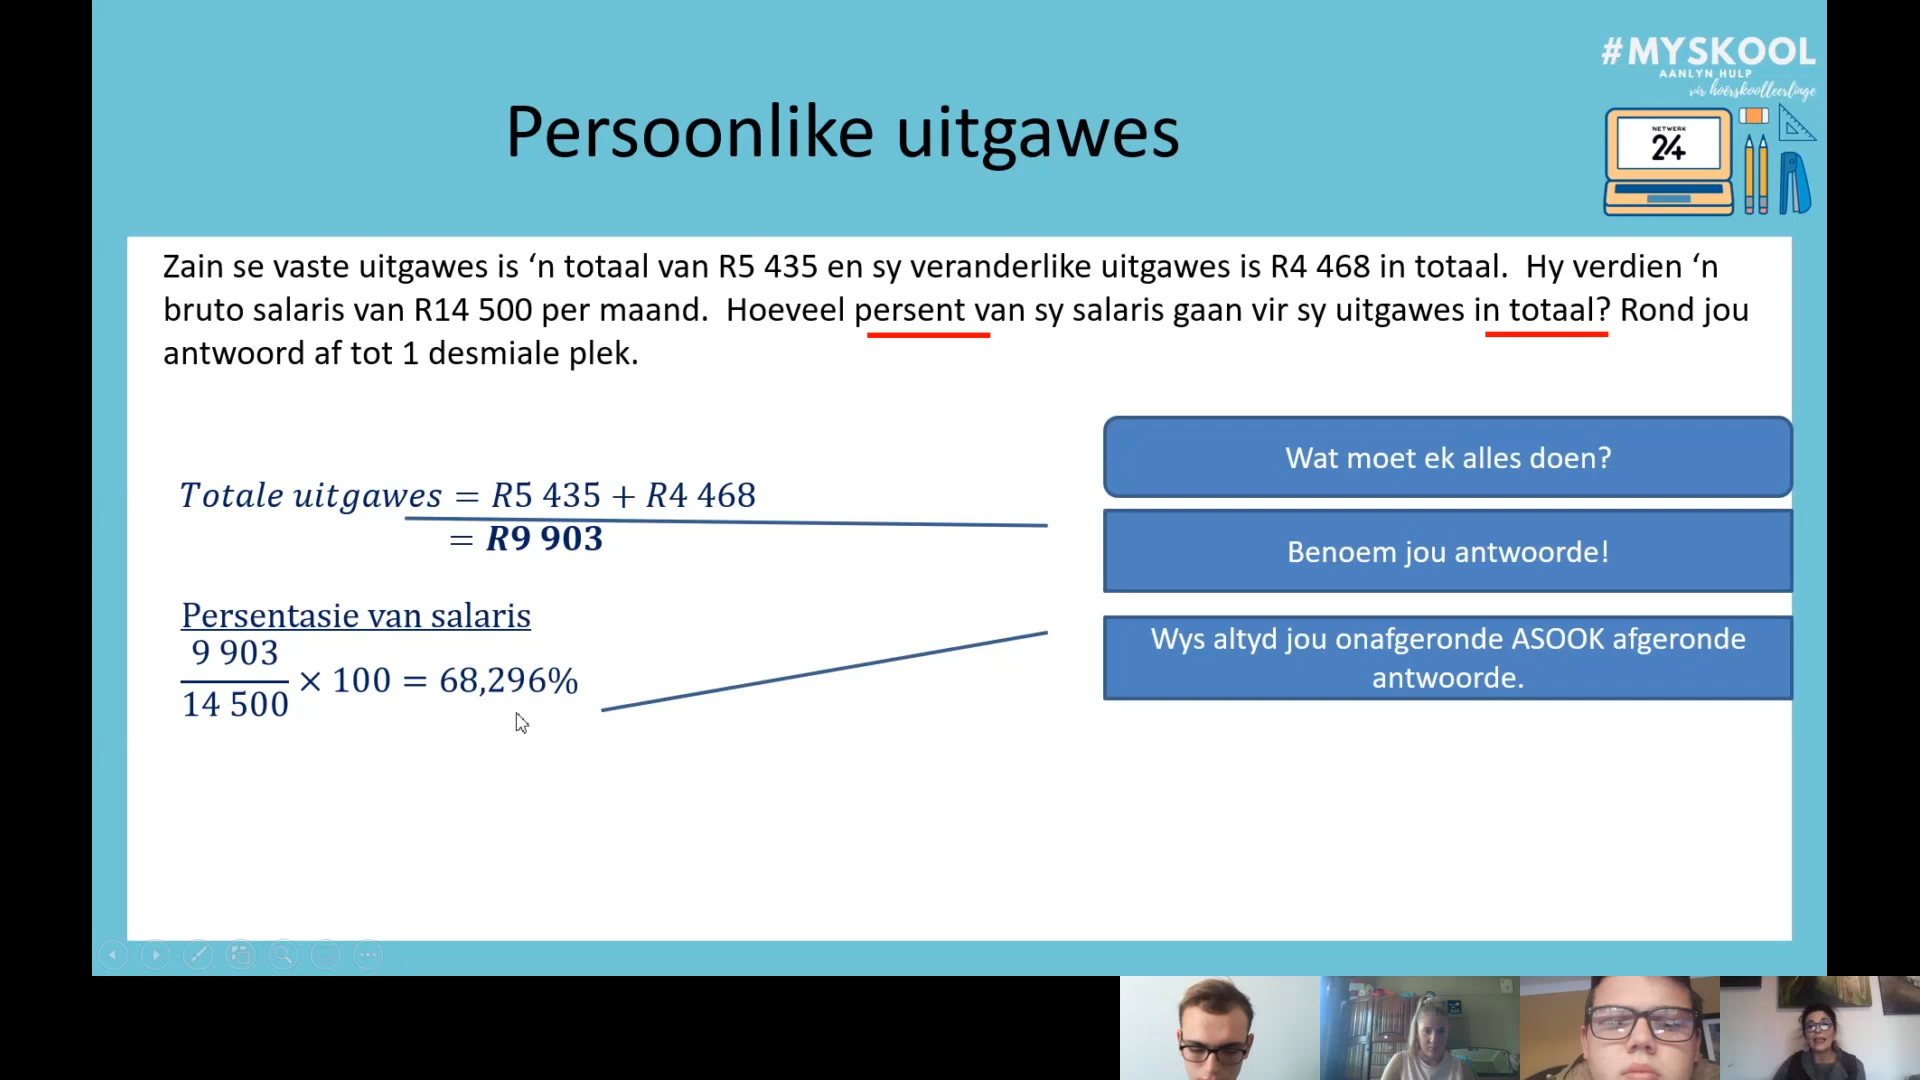 #MYSKOOL
AANLYN HULP
vir hoërskoolleerlinge
NETWERK
24
Persoonlike uitgawes
Zain se vaste uitgawes is ‘n totaal van R5 435 en sy veranderlike uitgawes is R4 468 in totaal.  Hy verdien ‘n
bruto salaris van R14 500 per maand.  Hoeveel persent van sy salaris gaan vir sy uitgawes in totaal? Rond jou
antwoord af tot 1 desmiale plek.
Totale uitgawes = R5 435 + R4 468
= R9 903
Persentasie van salaris
9 903
14 500
× 100 = 68,296%
Wat moet ek alles doen?
Benoem jou antwoorde!
Wys altyd jou onafgeronde ASOOK afgeronde
antwoorde.